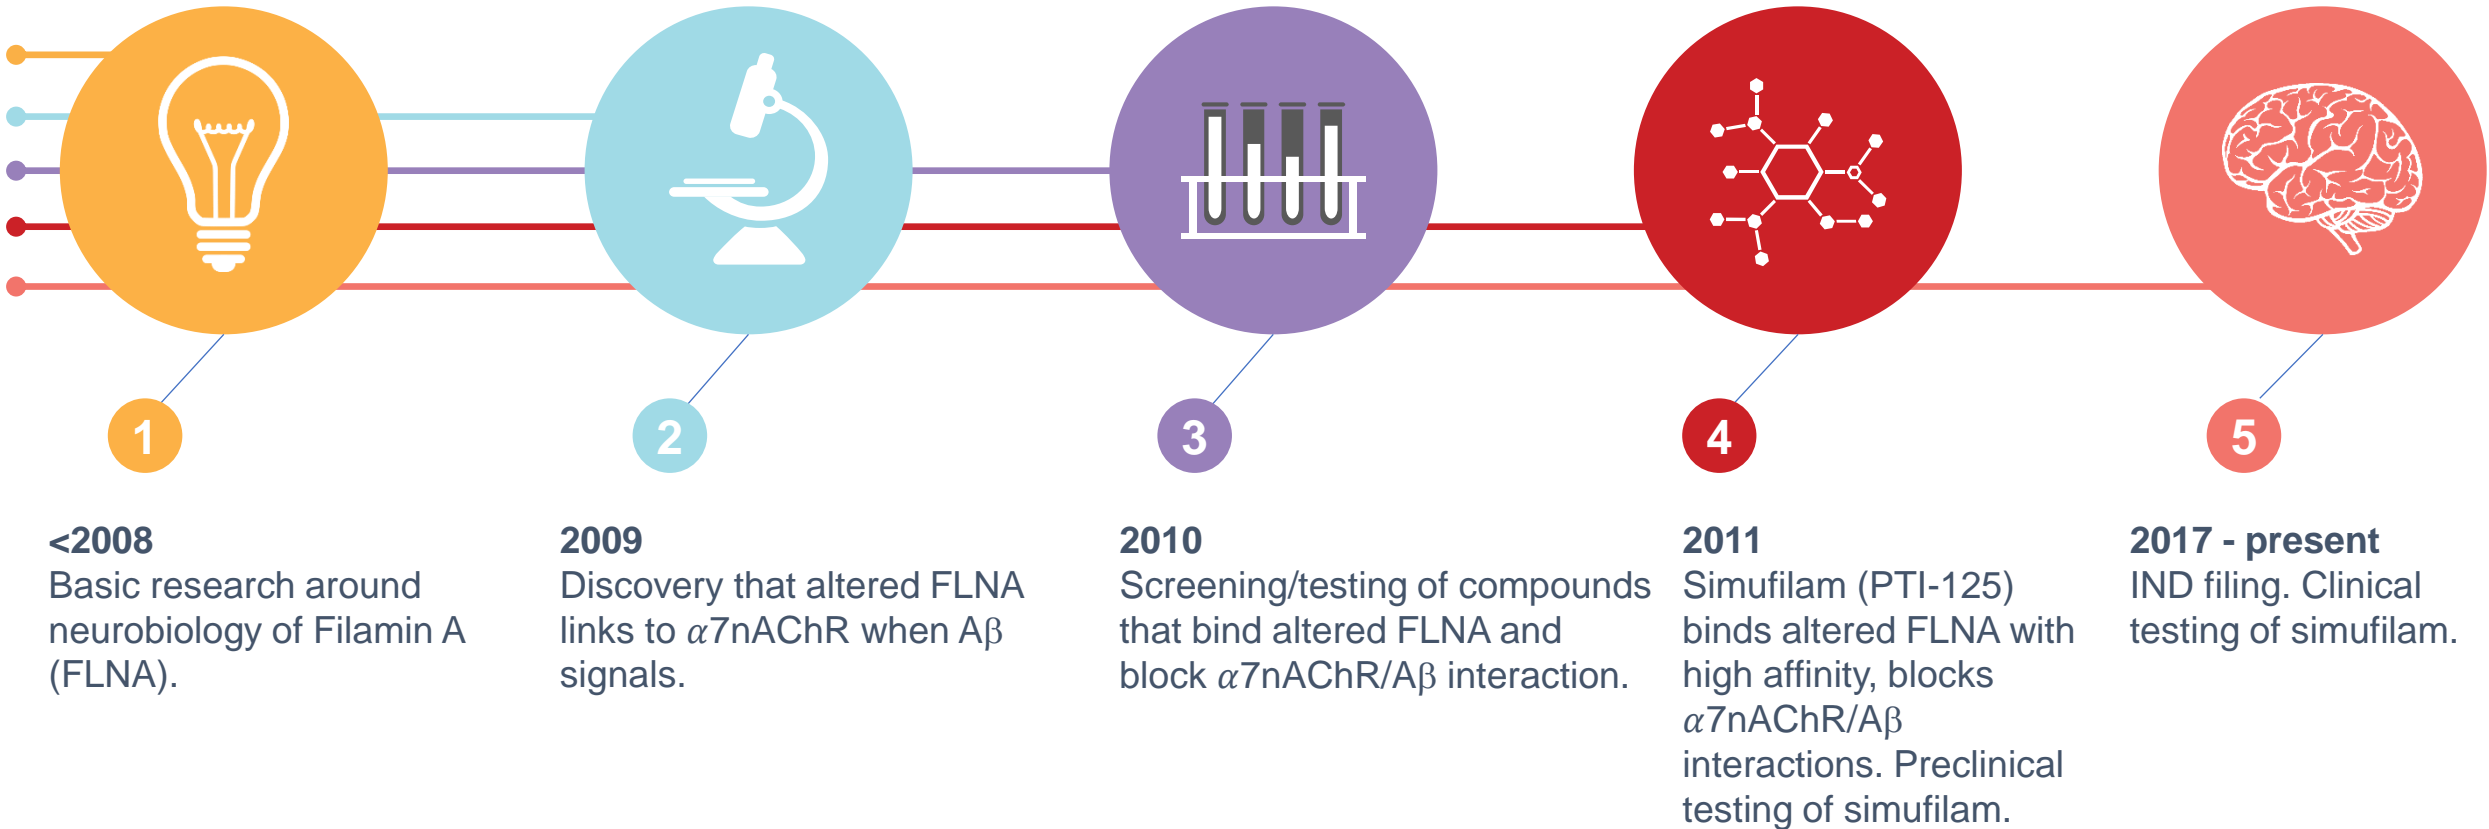 1
2
3
4
5
<2008
Basic research around
neurobiology of Filamin A
(FLNA).
2009
Discovery that altered FLNA
links to α7nAChR when Aβ
signals.
2010
Screening/testing of compounds
that bind altered FLNA and
block α7nAChR/Aβ interaction.
2011
Simufilam (PTI-125)
binds altered FLNA with
high affinity, blocks
α7nAChR/Aβ
interactions. Preclinical
testing of simufilam.
2017 - present
IND filing. Clinical
testing of simufilam.